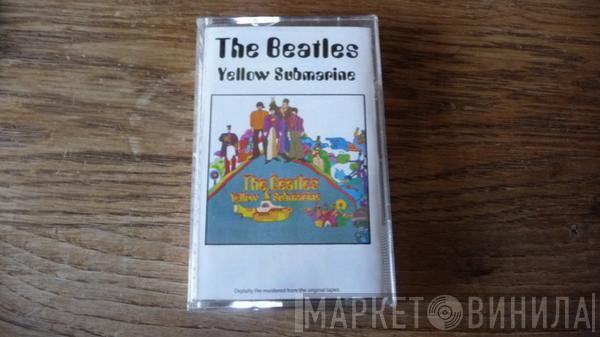 The Beatles
Yellow Submarine
The Beatles
Yellow Submarine
Digitally Re-mastered from the original tapes.
МАРКЕТ ВИНИЛА